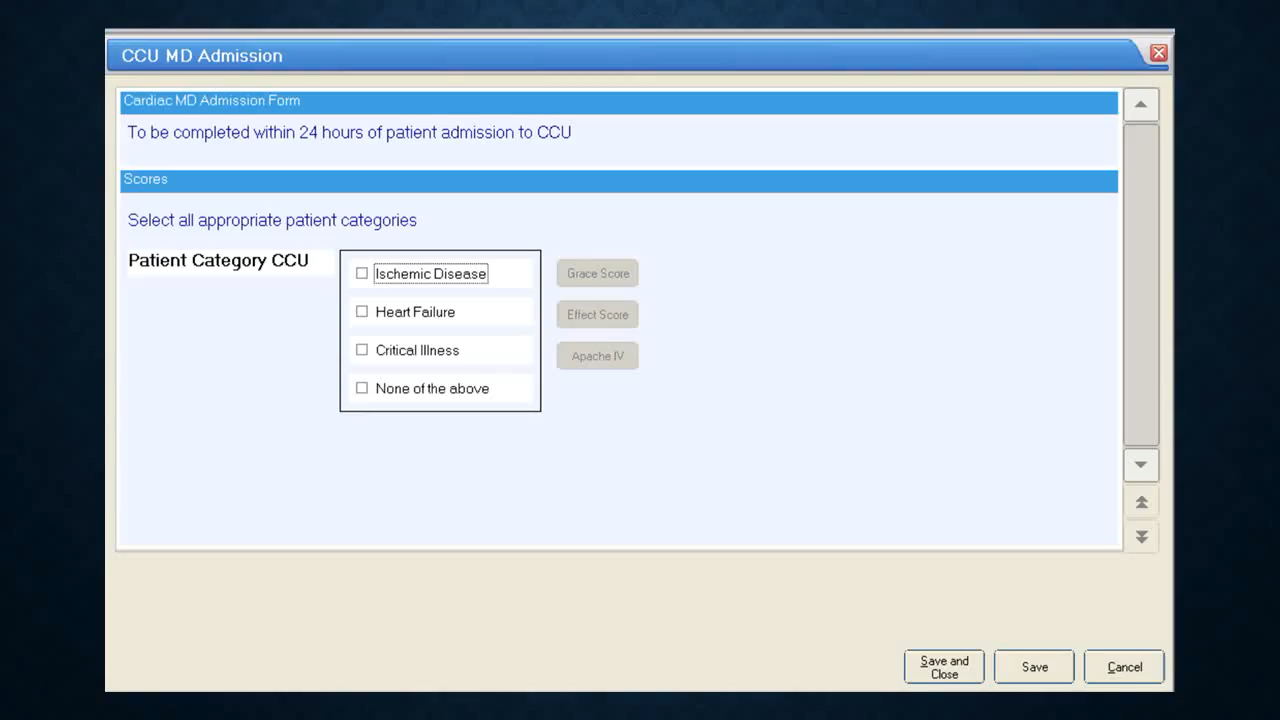 CCU MD Admission
Cardiac MD Admission Form
To be completed within 24 hours of patient admission to CCU
Scores
Select all appropriate patient categories
Patient Category CCU
Ischemic Disease
Grace Score
Heart Failure
Effect Score
Critical Illness
Apache IV
None of the above
Save and
Close
Save
Cancel